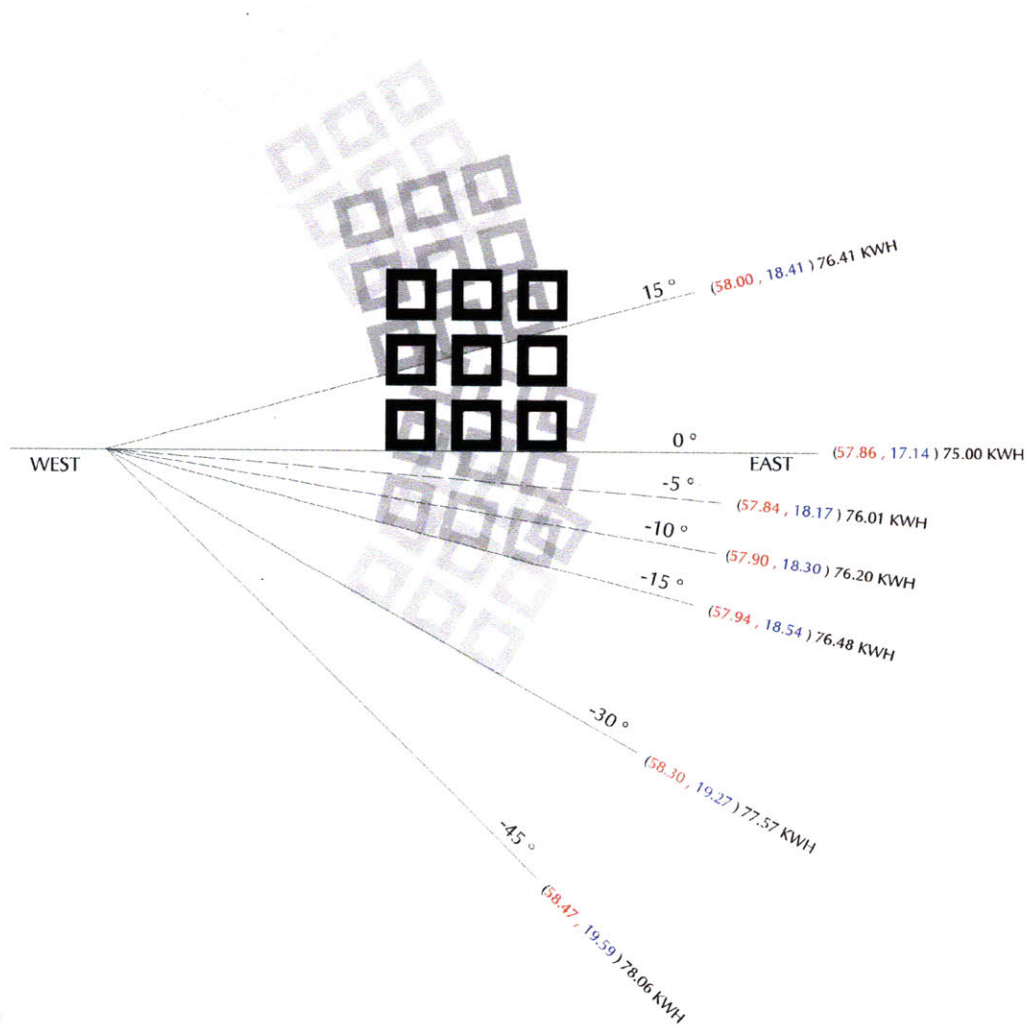 15 °
(58.00 , 18.41 ) 76.41 KWH
0 °
WEST
EAST
(57.86 , 17.14 ) 75.00 KWH
-5 °
(57.84 , 18.17 ) 76.01 KWH
-10 °
(57.90 , 18.30 ) 76.20 KWH
-15 °
(57.94 , 18.54 ) 76.48 KWH
-30 °
(58.30 , 19.27 ) 77.57 KWH
-45 °
(58.47 , 19.59 ) 78.06 KWH